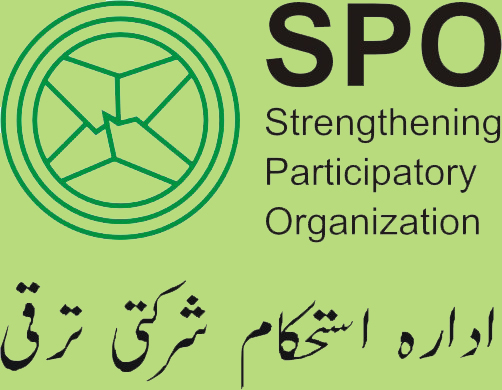 SPO
Strengthening
Participatory
Organization
ادارہ استحکام شرکتی ترقی